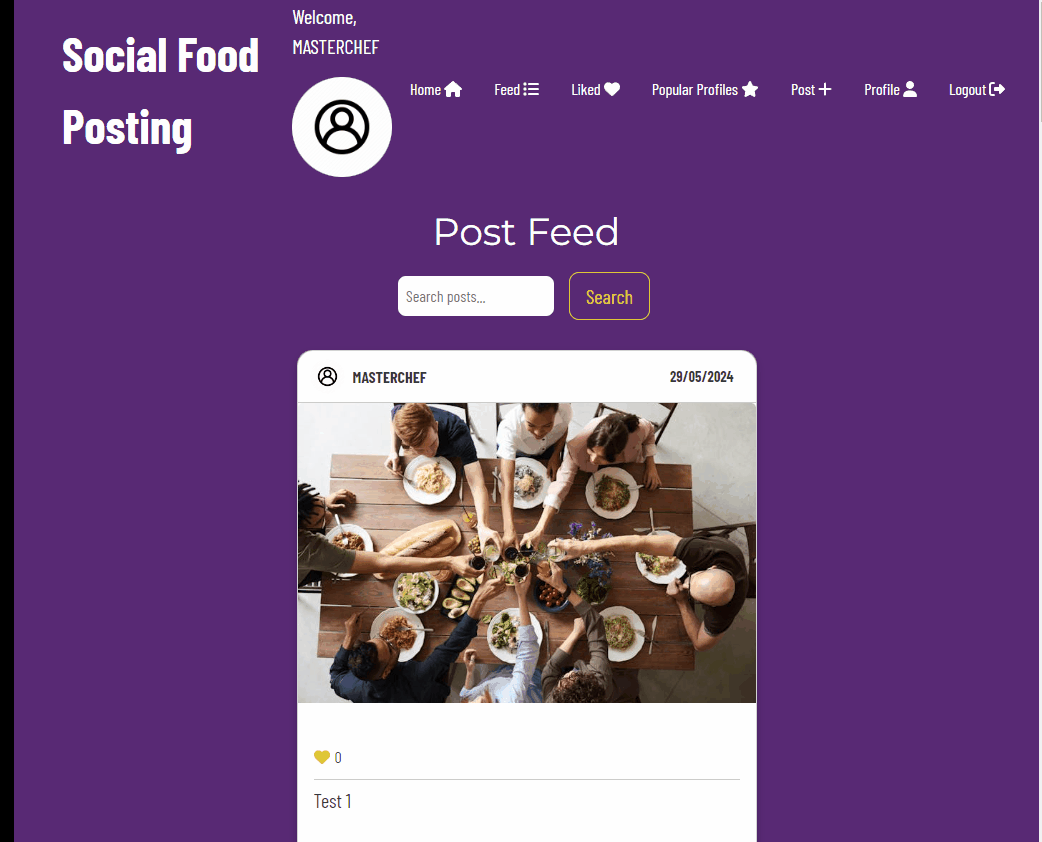 Social Food
Posting
Welcome,
MASTERCHEF
Home
Feed
Liked
Popular Profiles
Post
Profile
Logout
Post Feed
Search posts...
Search
MASTERCHEF
29/05/2024
0
Test 1